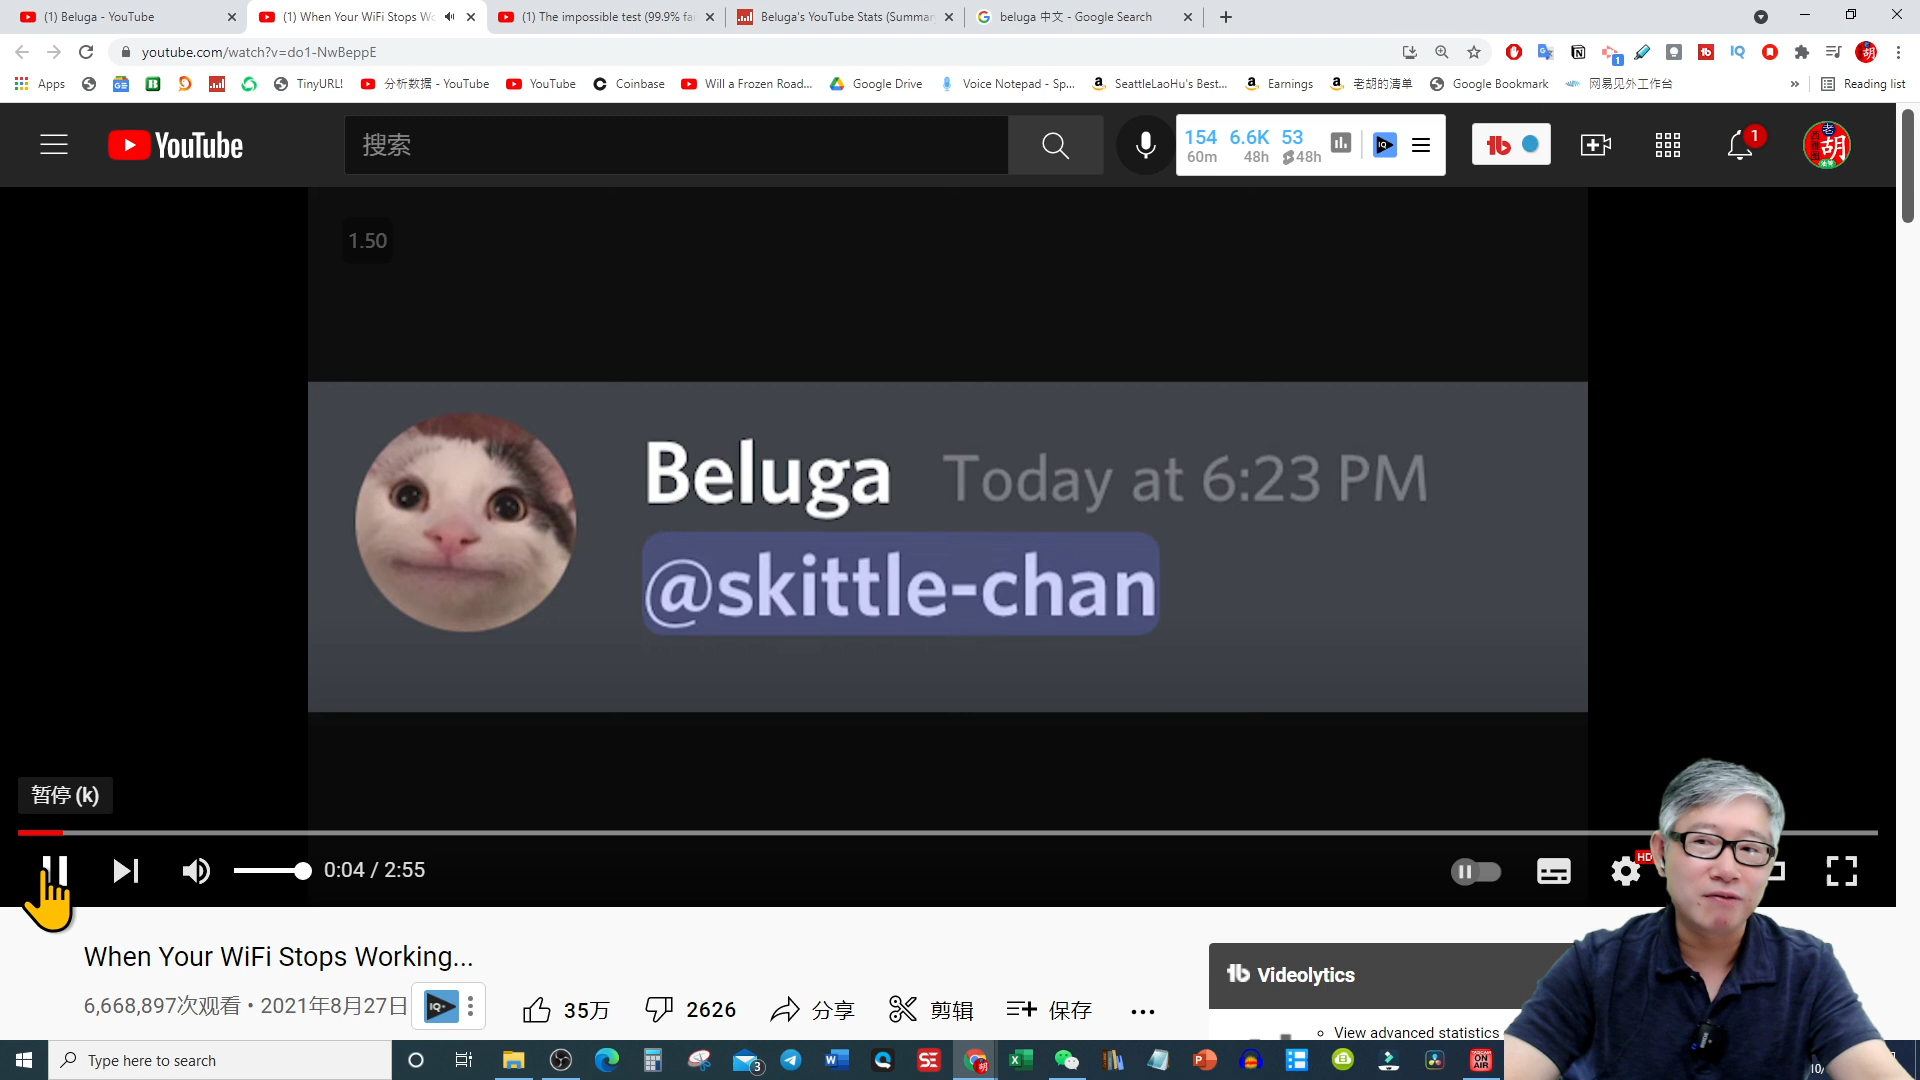 (1) Beluga - YouTube
(1) When Your WiFi Stops Wo
(1) The impossible test (99.9% fai
Beluga's YouTube Stats (Summar
beluga 中文 - Google Search
youtube.com/watch?v=do1-NwBeppE
Apps
TinyURL!
分析数据 - YouTube
YouTube
Coinbase
Will a Frozen Road...
Google Drive
Voice Notepad - Sp...
SeattleLaoHu's Best...
Earnings
老胡的清单
Google Bookmark
网易见外工作台
»
Reading list
YouTube
搜索
154 6.6K 53
60m 48h 48h
1
1.50
Beluga Today at 6:23 PM
@skittle-chan
暂停 (k)
0:04 / 2:55
HD
When Your WiFi Stops Working...
6,668,897次观看 • 2021年8月27日
IQ
35万
2626
分享
剪辑
保存
Videolytics
View advanced statistics
Type here to search
3
ON AIR
10/